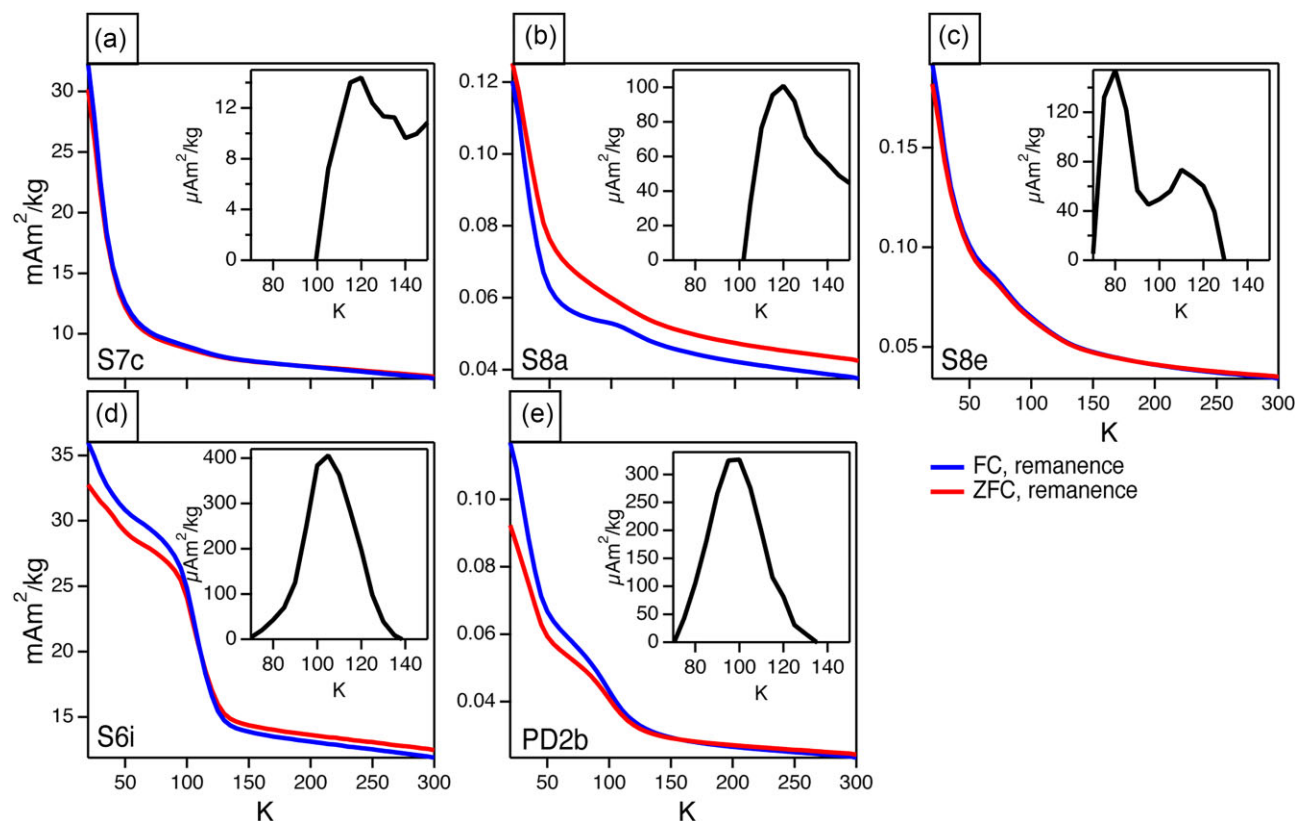 (a)
(b)
(c)
mAm²/kg
30
25
20
15
10
S7c
µAm²/kg
12
8
4
0
80 100 120 140
K
0.12
0.10
0.08
0.06
0.04
S8a
µAm²/kg
100
80
60
40
20
0
80 100 120 140
K
0.15
0.10
0.05
S8e
µAm²/kg
120
80
40
0
80 100 120 140
K
50 100 150 200 250 300
K
(d)
(e)
mAm²/kg
35
30
25
20
15
S6i
µAm²/kg
400
300
200
100
0
80 100 120 140
K
50 100 150 200 250 300
K
0.10
0.08
0.06
0.04
PD2b
µAm²/kg
300
250
200
150
100
50
0
80 100 120 140
K
50 100 150 200 250 300
K
FC, remanence
ZFC, remanence